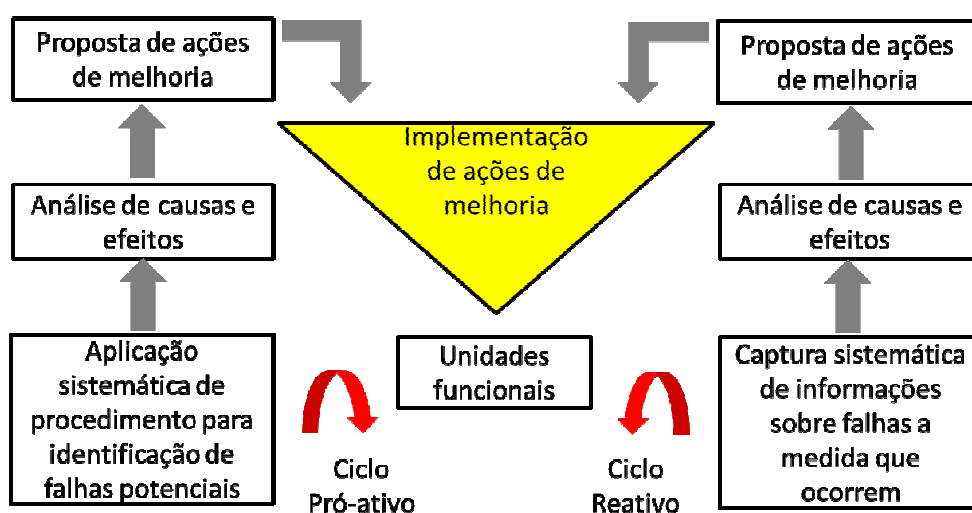 Proposta de ações
de melhoria
Análise de causas e
efeitos
Aplicação
sistemática de
procedimento para
identificação de
falhas potenciais
Implementação
de ações de
melhoria
Unidades
funcionais
Ciclo
Pró-ativo
Ciclo
Reativo
Proposta de ações
de melhoria
Análise de causas e
efeitos
Captura sistemática
de informações
sobre falhas a
medida que
ocorrem